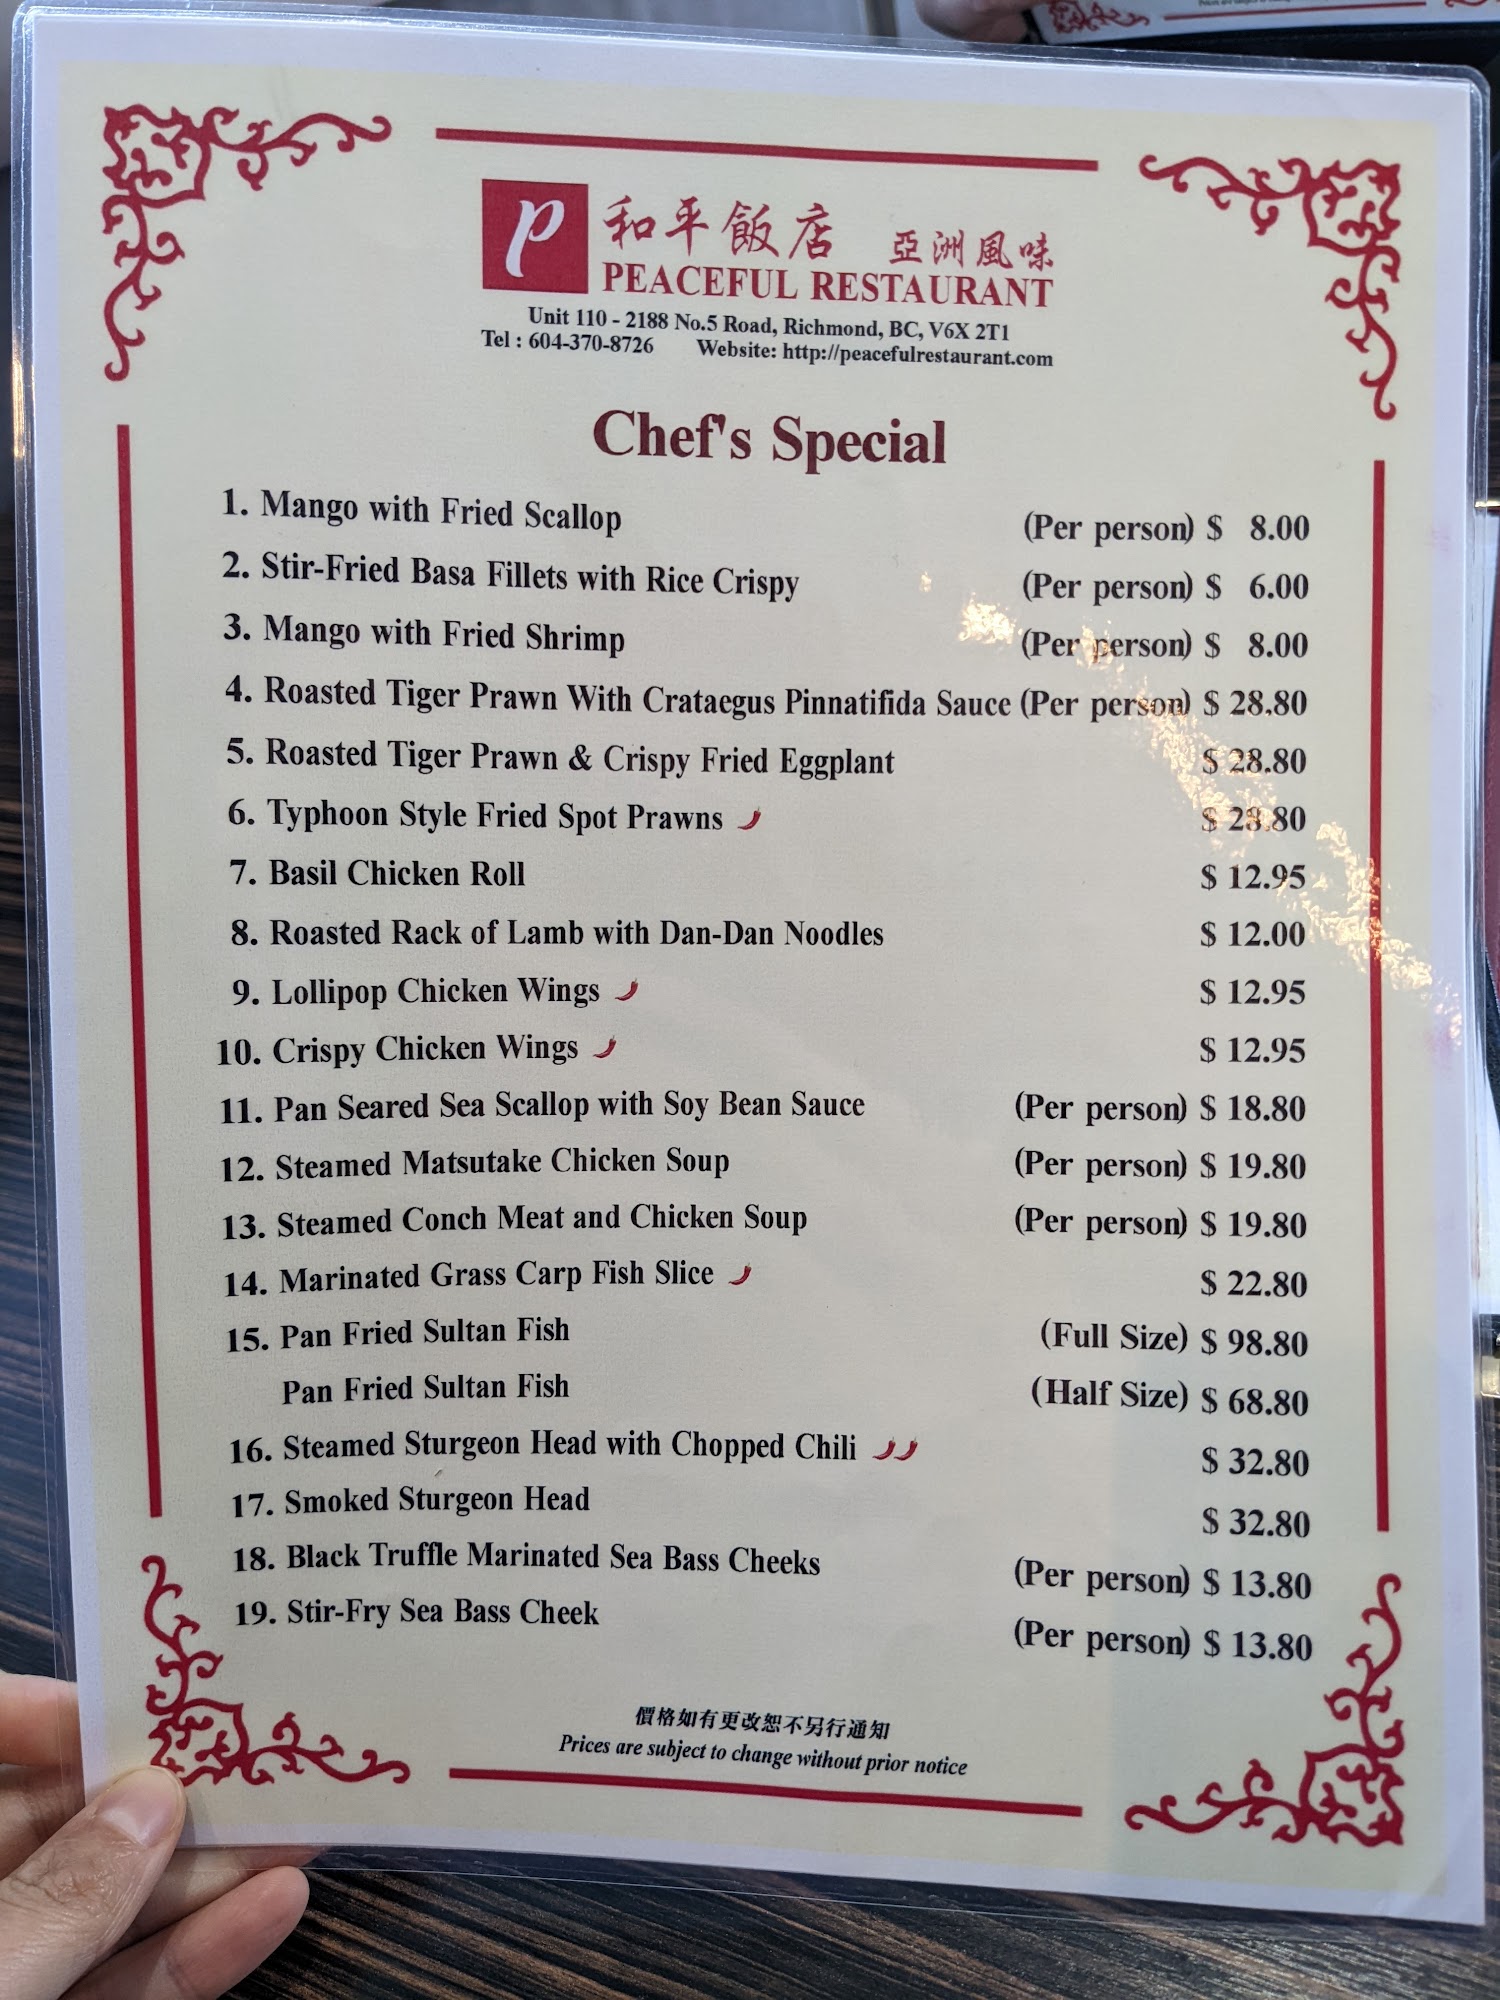 P 和平飯店 亞洲風味
PEACEFUL RESTAURANT
Unit 110 - 2188 No.5 Road, Richmond, BC, V6X 2T1
Tel : 604-370-8726 Website: http://peacefulrestaurant.com
Chef's Special
1. Mango with Fried Scallop (Per person) $ 8.00
2. Stir-Fried Basa Fillets with Rice Crispy (Per person) $ 6.00
3. Mango with Fried Shrimp (Per person) $ 8.00
4. Roasted Tiger Prawn With Crataegus Pinnatifida Sauce (Per person) $ 28.80
5. Roasted Tiger Prawn & Crispy Fried Eggplant $ 28.80
6. Typhoon Style Fried Spot Prawns $ 28.80
7. Basil Chicken Roll $ 12.95
8. Roasted Rack of Lamb with Dan-Dan Noodles $ 12.00
9. Lollipop Chicken Wings $ 12.95
10. Crispy Chicken Wings $ 12.95
11. Pan Seared Sea Scallop with Soy Bean Sauce (Per person) $ 18.80
12. Steamed Matsutake Chicken Soup (Per person) $ 19.80
13. Steamed Conch Meat and Chicken Soup (Per person) $ 19.80
14. Marinated Grass Carp Fish Slice $ 22.80
15. Pan Fried Sultan Fish (Full Size) $ 98.80
Pan Fried Sultan Fish (Half Size) $ 68.80
16. Steamed Sturgeon Head with Chopped Chili $ 32.80
17. Smoked Sturgeon Head $ 32.80
18. Black Truffle Marinated Sea Bass Cheeks (Per person) $ 13.80
19. Stir-Fry Sea Bass Cheek (Per person) $ 13.80
價格如有更改恕不另行通知
Prices are subject to change without prior notice